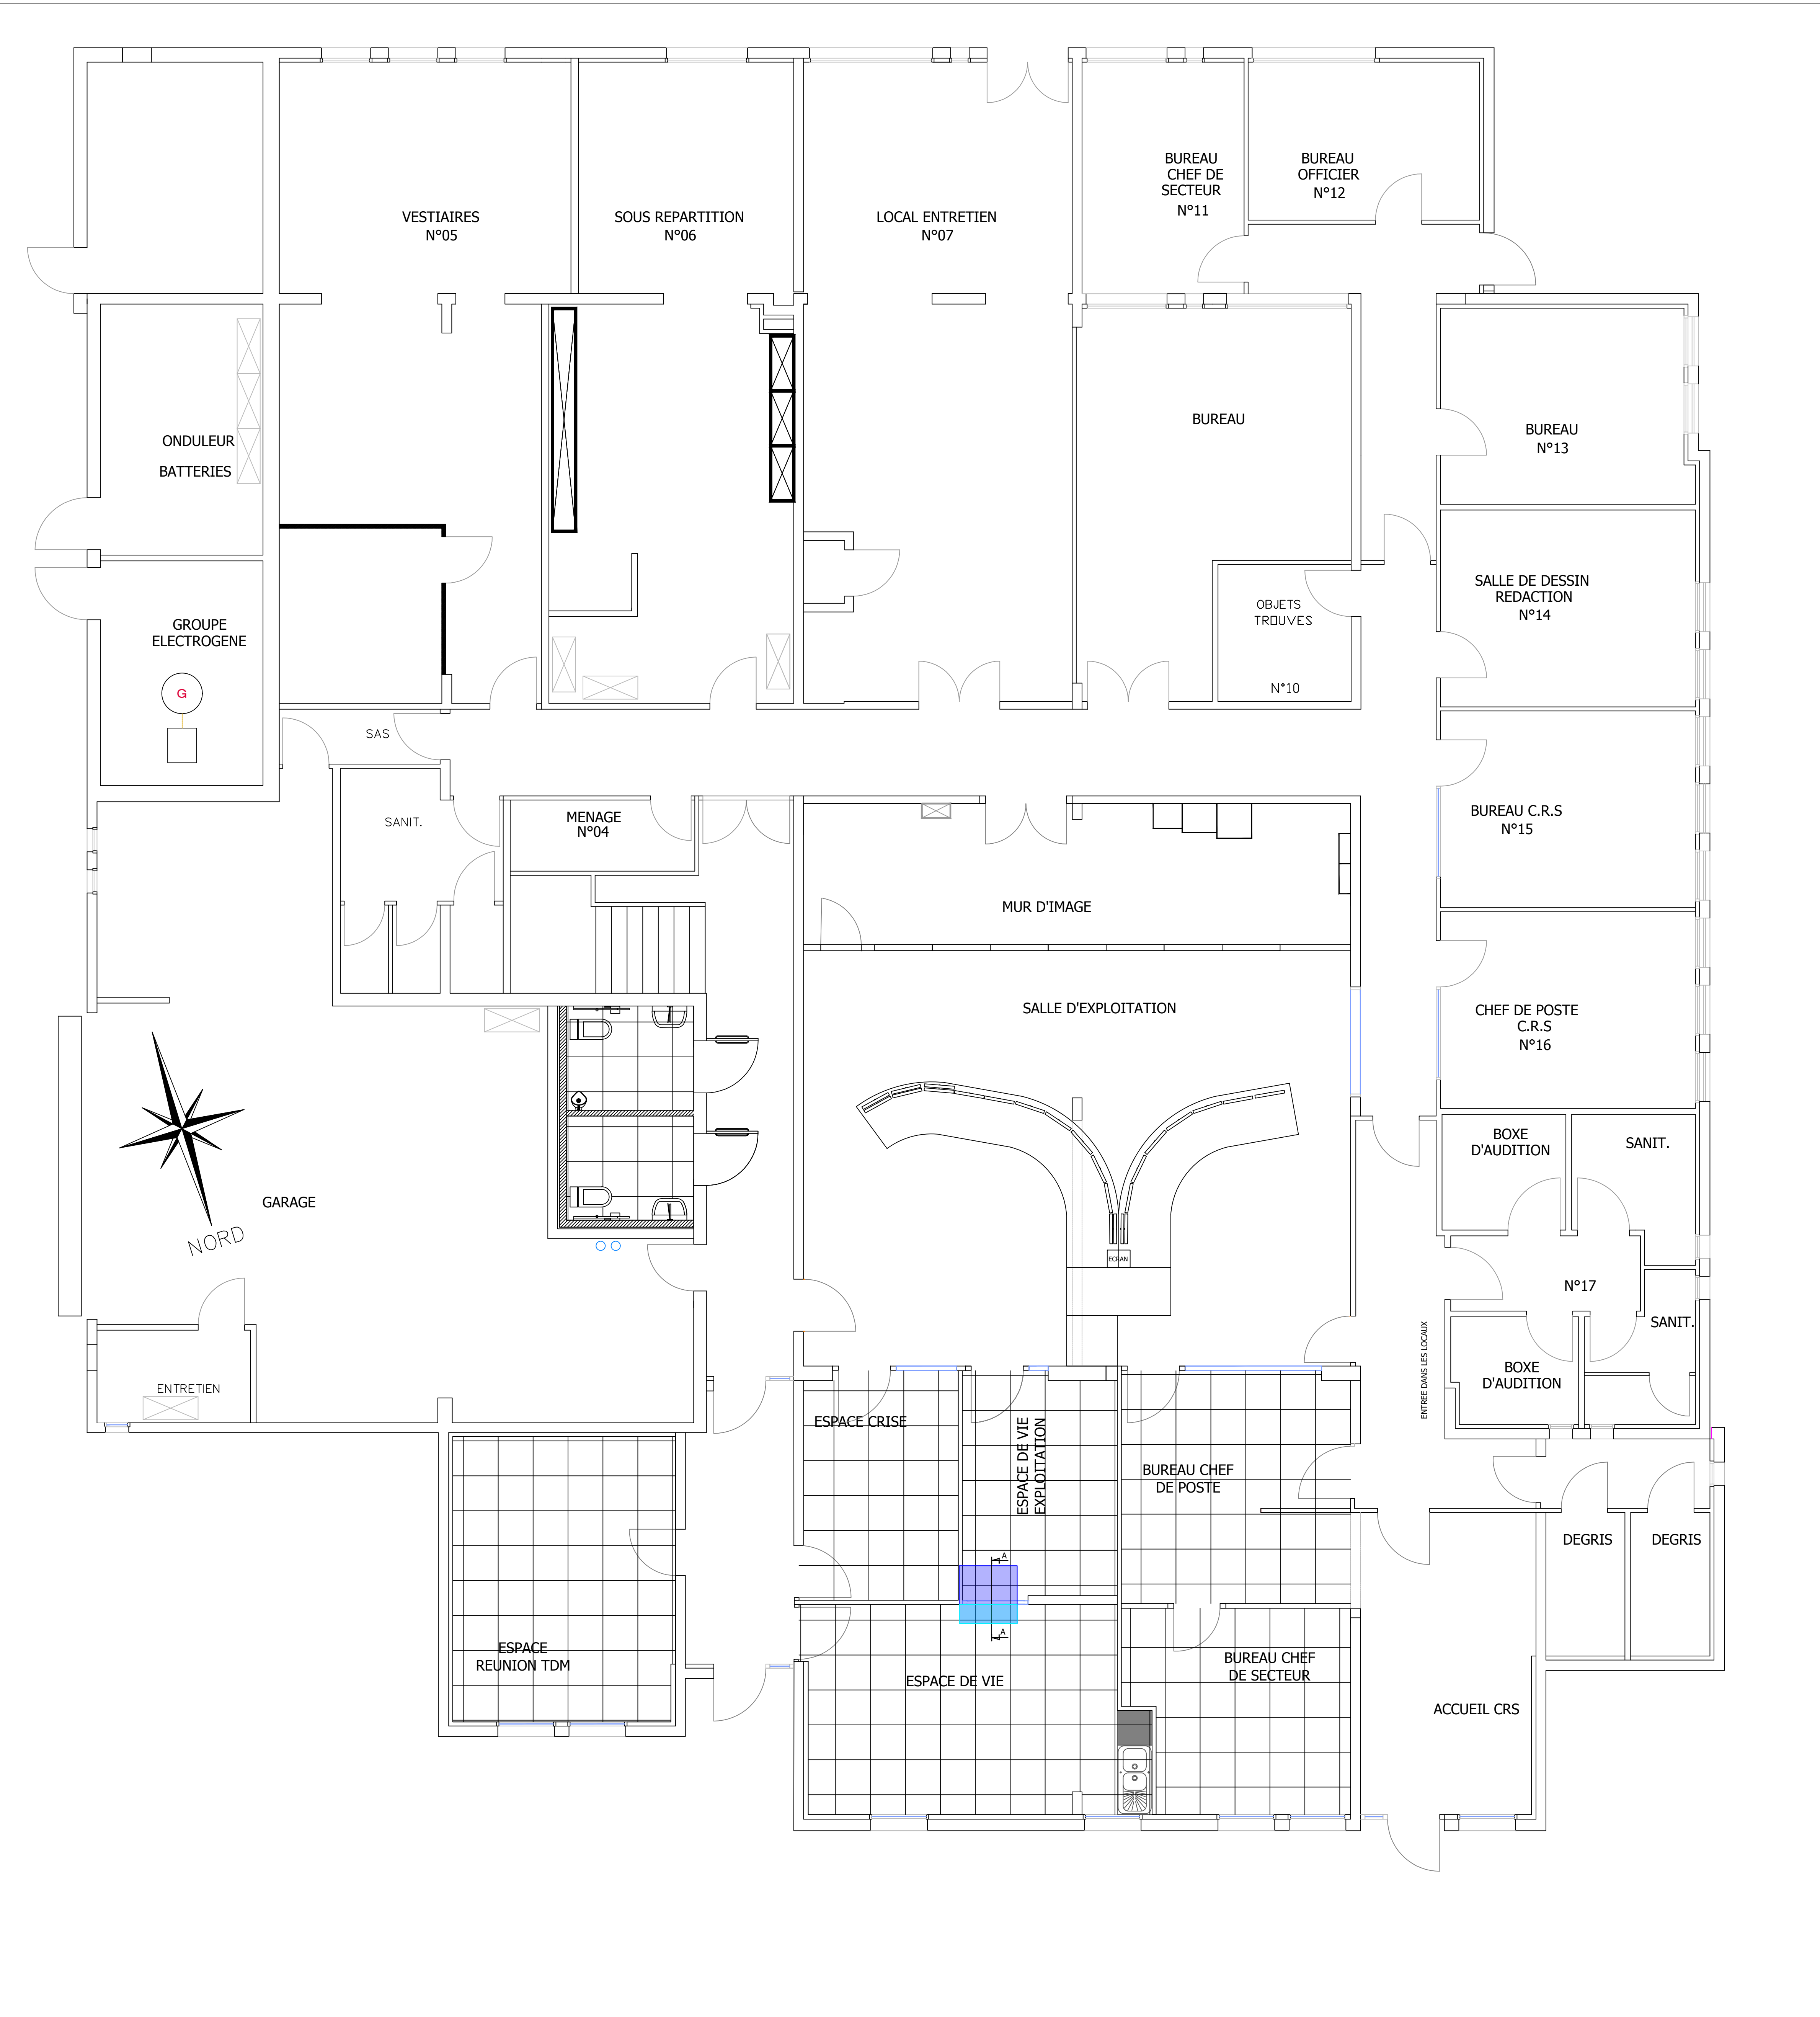 BUREAU
CHEF DE
SECTEUR
N°11
BUREAU
OFFICIER
N°12
VESTIAIRES
N°05
SOUS REPARTITION
N°06
LOCAL ENTRETIEN
N°07
ONDULEUR
BATTERIES
BUREAU
BUREAU
N°13
GROUPE
ELECTROGENE
G
OBJETS
TROUVES
N°10
SALLE DE DESSIN
REDACTION
N°14
SAS
SANIT.
MENAGE
N°04
BUREAU C.R.S
N°15
MUR D'IMAGE
SALLE D'EXPLOITATION
CHEF DE POSTE
C.R.S
N°16
NORD
GARAGE
BOXE
D'AUDITION
SANIT.
ECRAN
N°17
SANIT.
ENTREE DANS LES LOCAUX
BOXE
D'AUDITION
ENTRETIEN
ESPACE CRISE
ESPACE DE VIE
EXPLOITATION
BUREAU CHEF
DE POSTE
A
A
DEGRIS
DEGRIS
ESPACE
REUNION TDM
ESPACE DE VIE
BUREAU CHEF
DE SECTEUR
ACCUEIL CRS